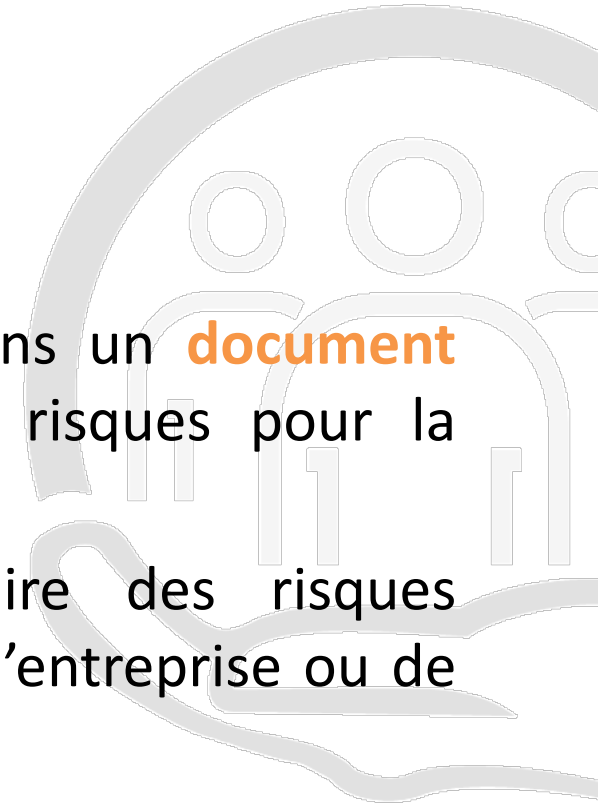 ns un document
risques pour la
ire des risques
'entreprise ou de